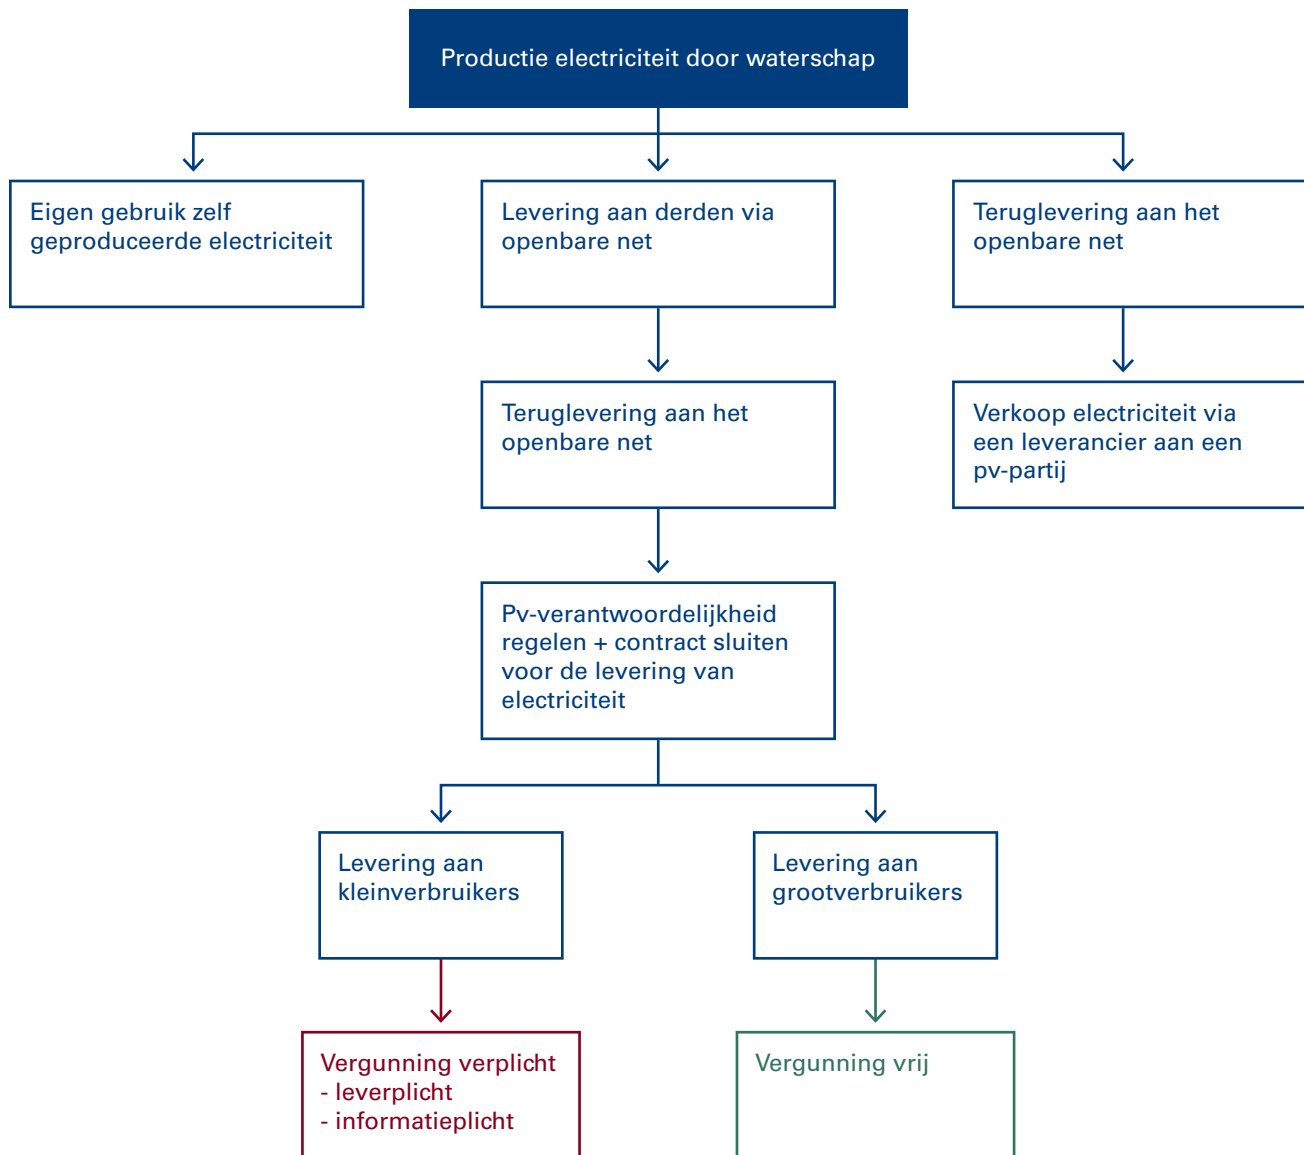 Productie electriciteit door waterschap
Eigen gebruik zelf
geproduceerde electriciteit
Levering aan derden via
openbare net
Teruglevering aan het
openbare net
Teruglevering aan het
openbare net
Verkoop electriciteit via
een leverancier aan een
pv-partij
Pv-verantwoordelijkheid
regelen + contract sluiten
voor de levering van
electriciteit
Levering aan
kleinverbruikers
Levering aan
grootverbruikers
Vergunning verplicht
- leverplicht
- informatieplicht
Vergunning vrij